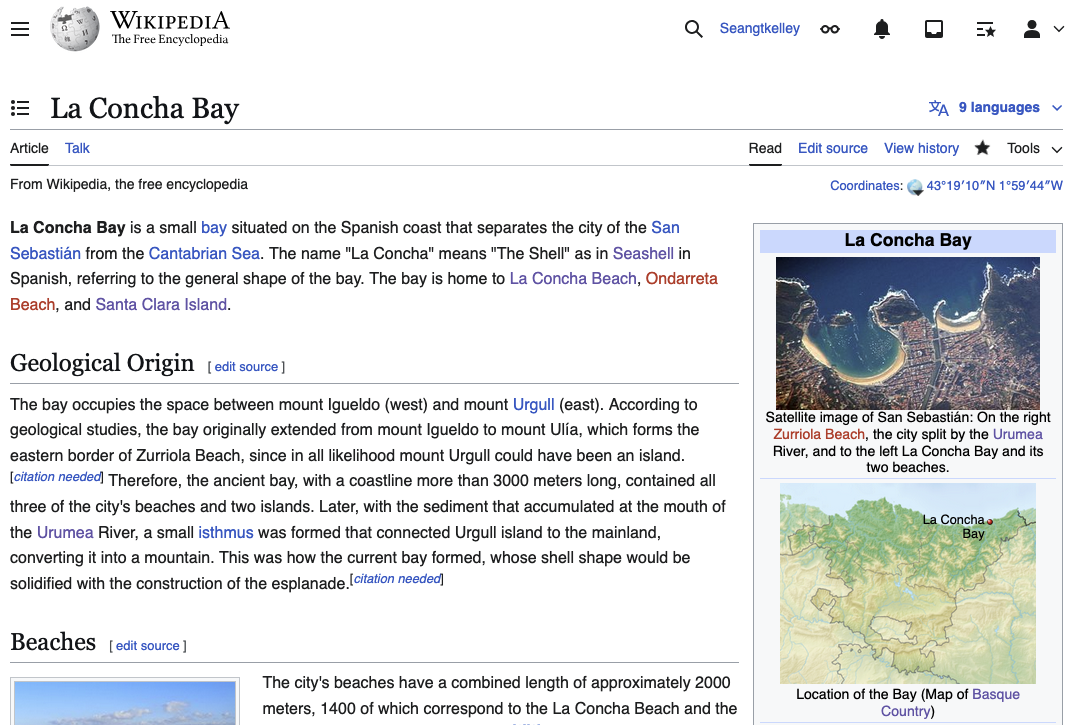 WIKIPEDIA
The Free Encyclopedia
Seangtkelley
La Concha Bay
9 languages
Article Talk
Read Edit source View history Tools
From Wikipedia, the free encyclopedia
Coordinates: 43°19′10″N 1°59′44″W
La Concha Bay is a small bay situated on the Spanish coast that separates the city of the San
Sebastián from the Cantabrian Sea. The name "La Concha" means "The Shell" as in Seashell in
Spanish, referring to the general shape of the bay. The bay is home to La Concha Beach, Ondarreta
Beach, and Santa Clara Island.
Geological Origin [ edit source ]
The bay occupies the space between mount Igueldo (west) and mount Urgull (east). According to
geological studies, the bay originally extended from mount Igueldo to mount Ulía, which forms the
eastern border of Zurriola Beach, since in all likelihood mount Urgull could have been an island.
[citation needed] Therefore, the ancient bay, with a coastline more than 3000 meters long, contained all
three of the city's beaches and two islands. Later, with the sediment that accumulated at the mouth of
the Urumea River, a small isthmus was formed that connected Urgull island to the mainland,
converting it into a mountain. This was how the current bay formed, whose shell shape would be
solidified with the construction of the esplanade.[citation needed]
Beaches [ edit source ]
The city's beaches have a combined length of approximately 2000
meters, 1400 of which correspond to the La Concha Beach and the
La Concha Bay
Satellite image of San Sebastián: On the right
Zurriola Beach, the city split by the Urumea
River, and to the left La Concha Bay and its
two beaches.
La Concha
Bay
Location of the Bay (Map of Basque
Country)